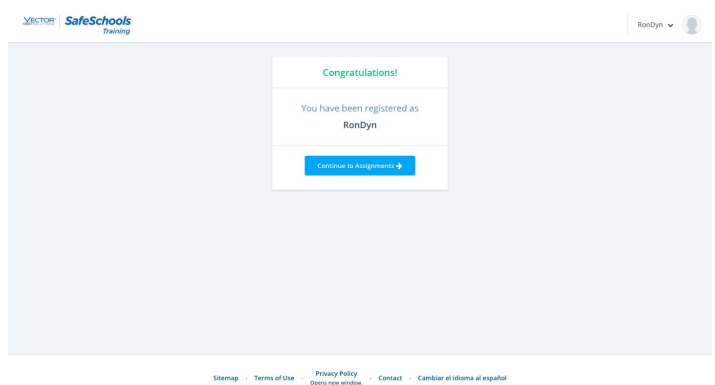 VECTOR SafeSchools
Training
RonDyn
Congratulations!
You have been registered as
RonDyn
Continue to Assignments
Sitemap · Terms of Use · Privacy Policy · Contact · Cambiar el idioma al español
Opens new window.